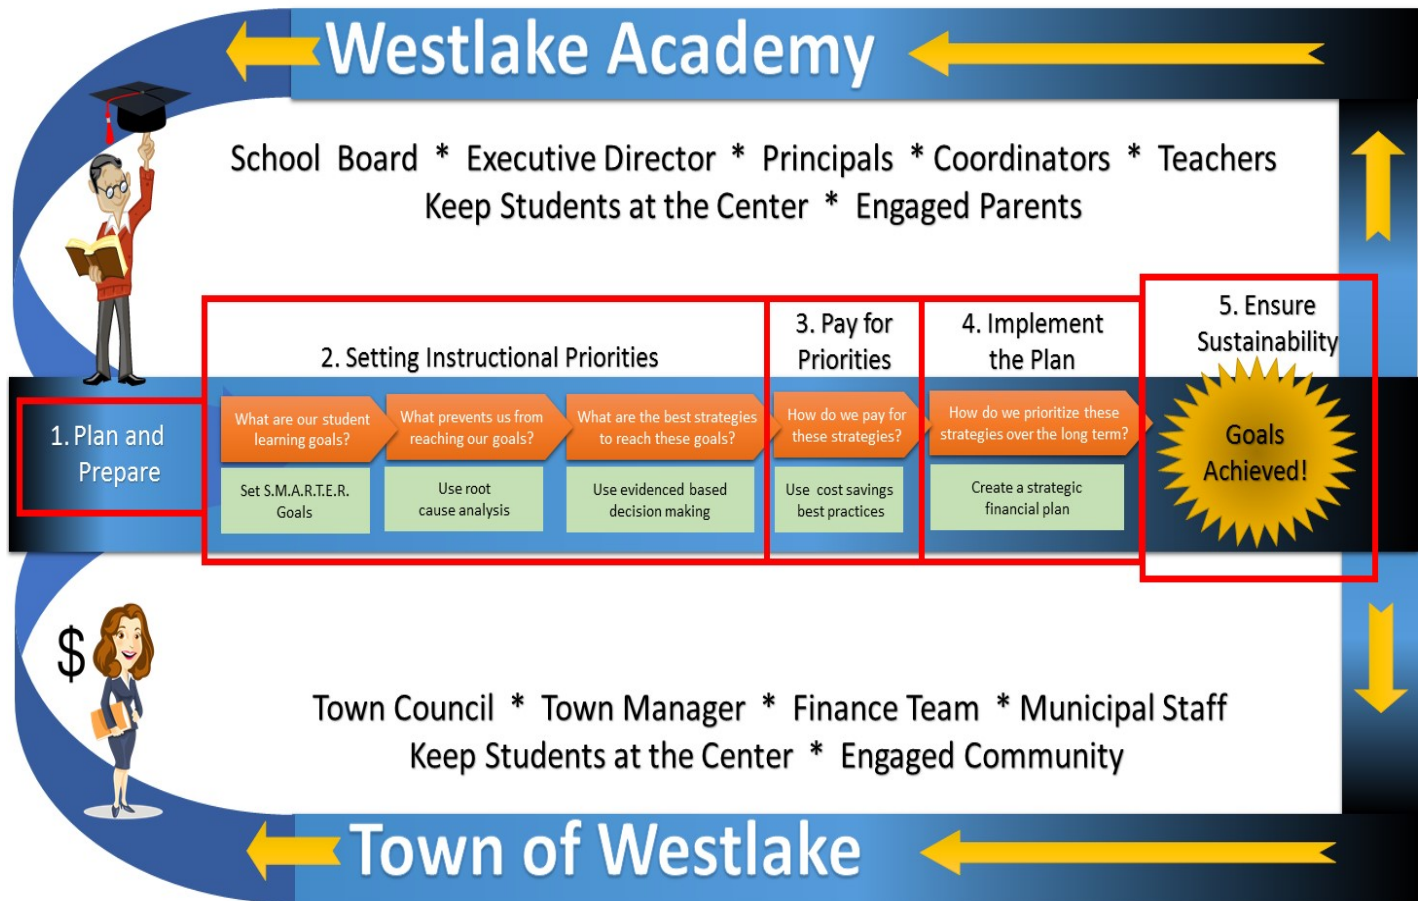 Westlake Academy
School Board * Executive Director * Principals * Coordinators * Teachers
Keep Students at the Center * Engaged Parents
1. Plan and
Prepare
2. Setting Instructional Priorities
What are our student
learning goals?
Set S.M.A.R.T.E.R.
Goals
What prevents us from
reaching our goals?
Use root
cause analysis
What are the best strategies
to reach these goals?
Use evidenced based
decision making
3. Pay for
Priorities
How do we pay for
these strategies?
Use cost savings
best practices
4. Implement
the Plan
How do we prioritize these
strategies over the long term?
Create a strategic
financial plan
5. Ensure
Sustainability
Goals
Achieved!
$
Town Council * Town Manager * Finance Team * Municipal Staff
Keep Students at the Center * Engaged Community
Town of Westlake